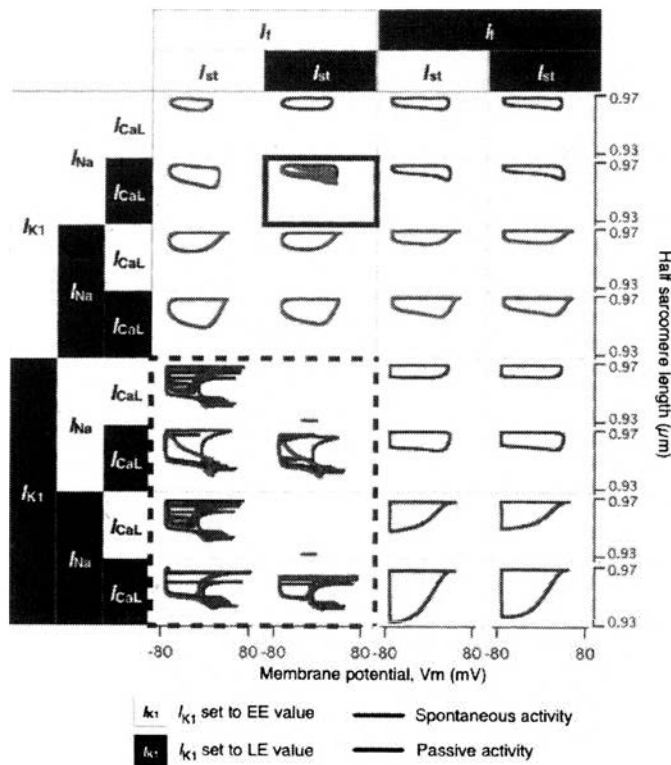 If If
Ist Ist Ist Ist
ICaL 0.97
INa 0.93
ICaL 0.97
0.93
IK1 ICaL 0.97
INa 0.93
ICaL 0.97
0.93
ICaL 0.97
INa 0.93
ICaL 0.97
0.93
IK1 ICaL 0.97
INa 0.93
ICaL 0.97
0.93
Half sarcomere length (μm)
-80 80 -80 80 -80 80 -80 80
Membrane potential, Vm (mV)
IK1 IK1 set to EE value Spontaneous activity
IK1 IK1 set to LE value Passive activity